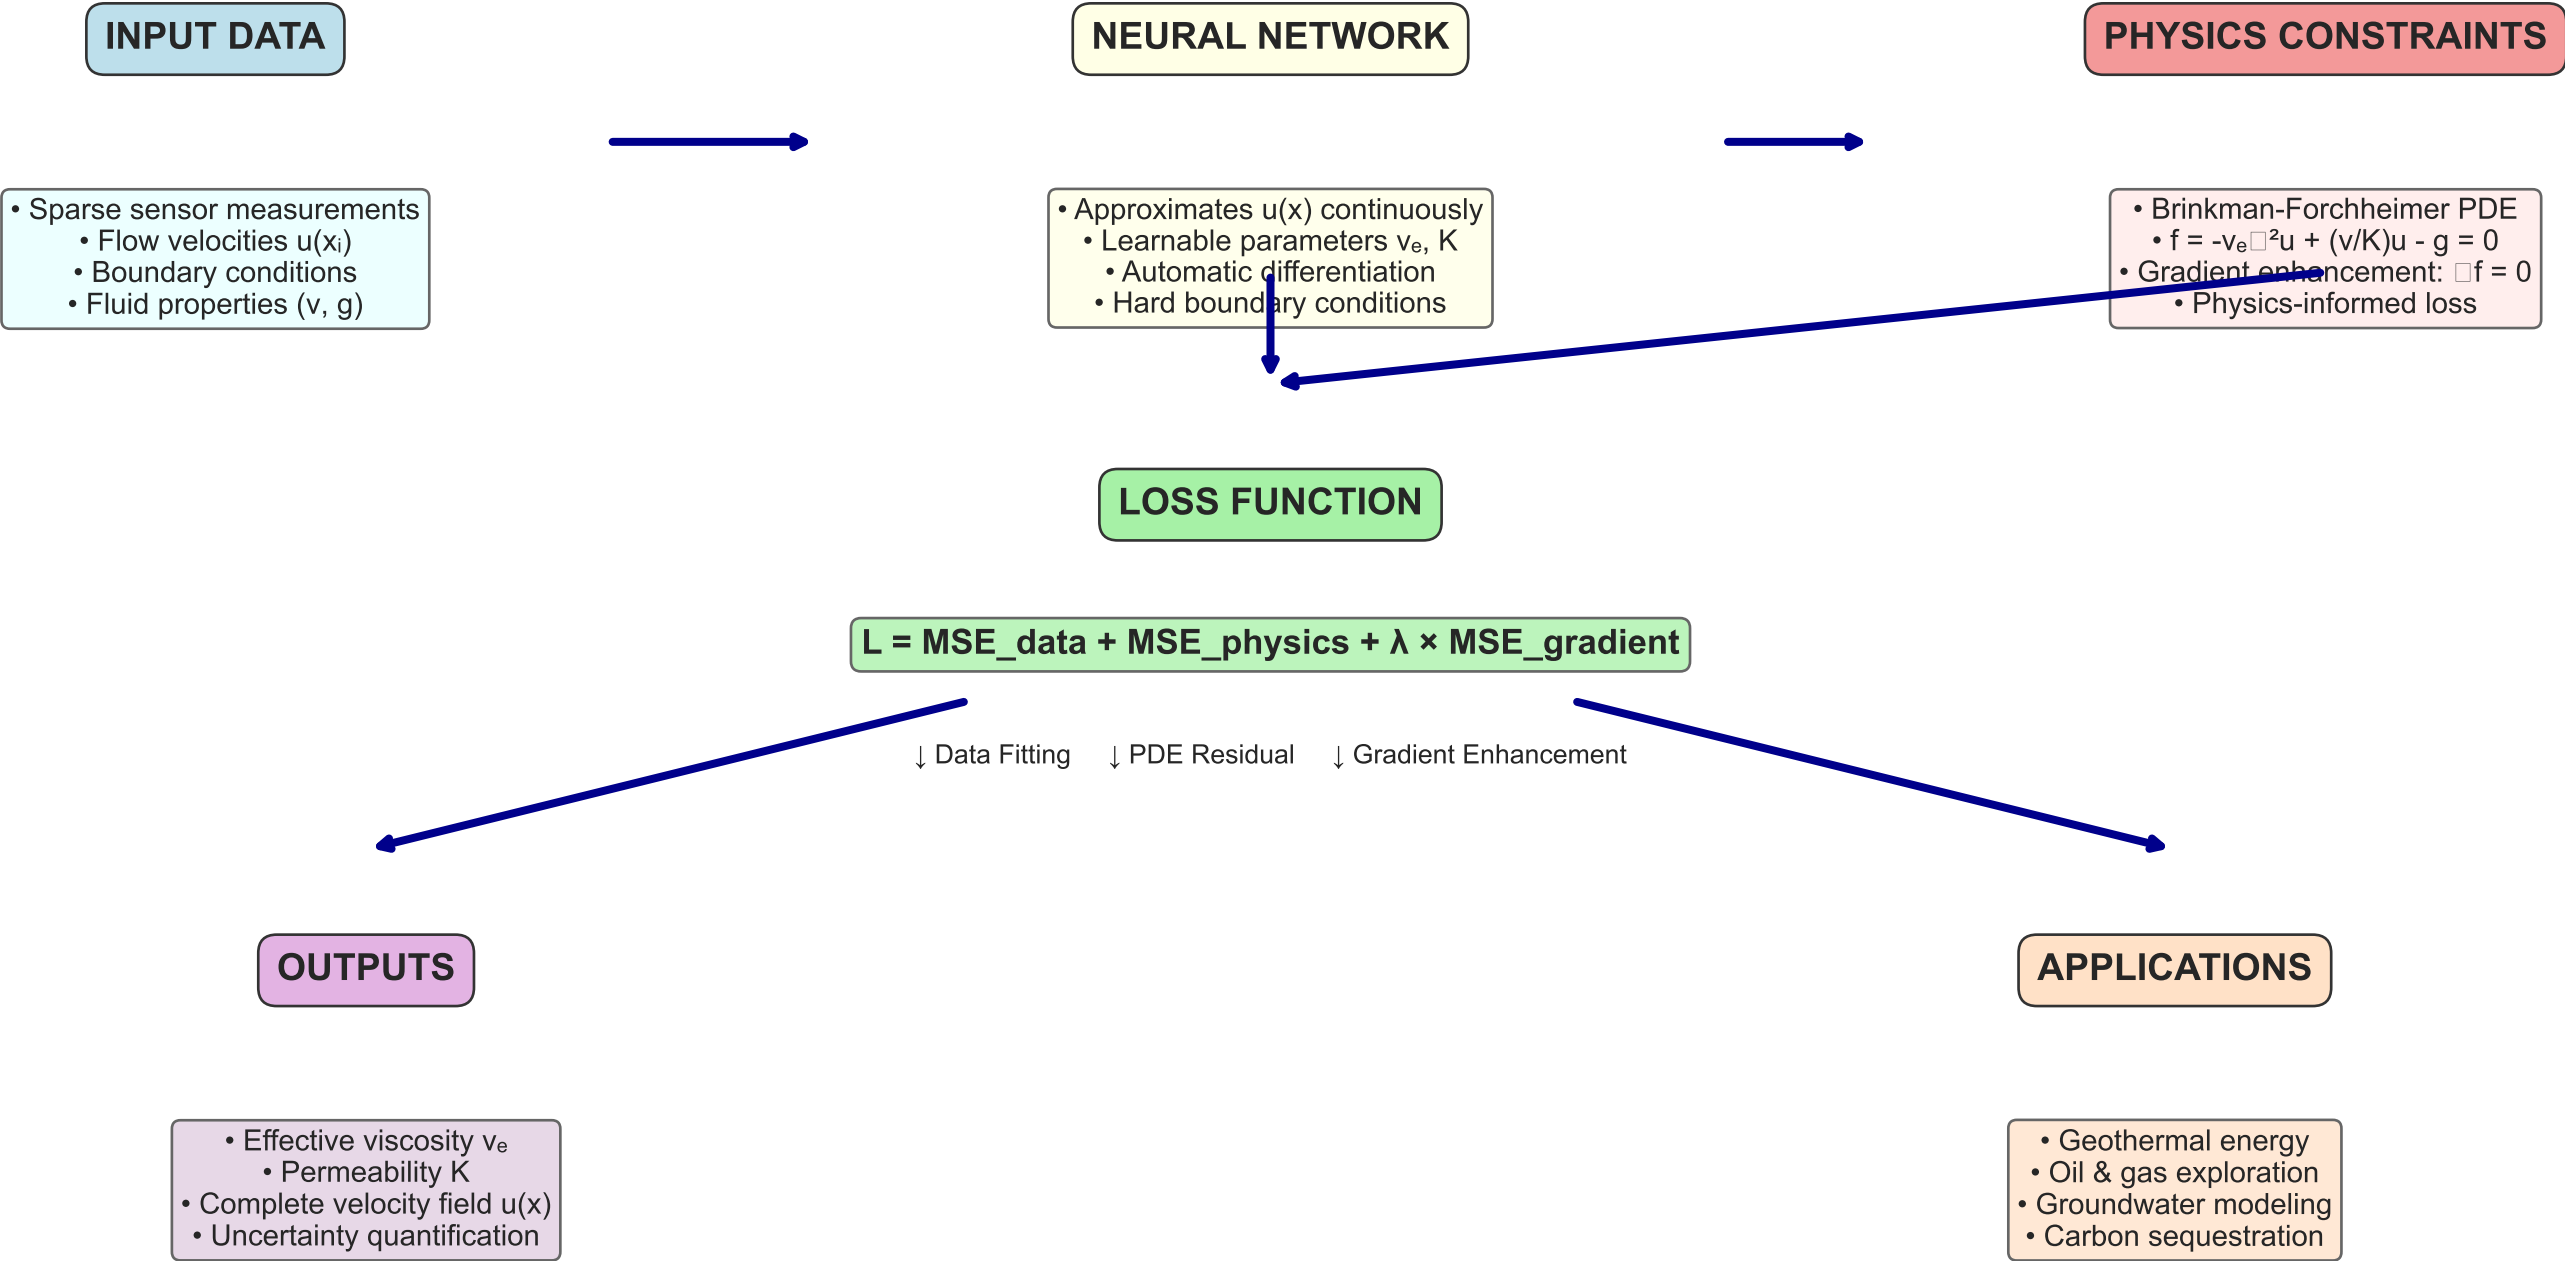 INPUT DATA
NEURAL NETWORK
PHYSICS CONSTRAINTS
• Sparse sensor measurements
• Flow velocities u(xᵢ)
• Boundary conditions
• Fluid properties (ν, g)
• Approximates u(x) continuously
• Learnable parameters νₑ, K
• Automatic differentiation
• Hard boundary conditions
• Brinkman-Forchheimer PDE
• f = -νₑ□²u + (ν/K)u - g = 0
• Gradient enhancement: □f = 0
• Physics-informed loss
LOSS FUNCTION
L = MSE_data + MSE_physics + λ × MSE_gradient
↓ Data Fitting ↓ PDE Residual ↓ Gradient Enhancement
OUTPUTS
APPLICATIONS
• Effective viscosity νₑ
• Permeability K
• Complete velocity field u(x)
• Uncertainty quantification
• Geothermal energy
• Oil & gas exploration
• Groundwater modeling
• Carbon sequestration